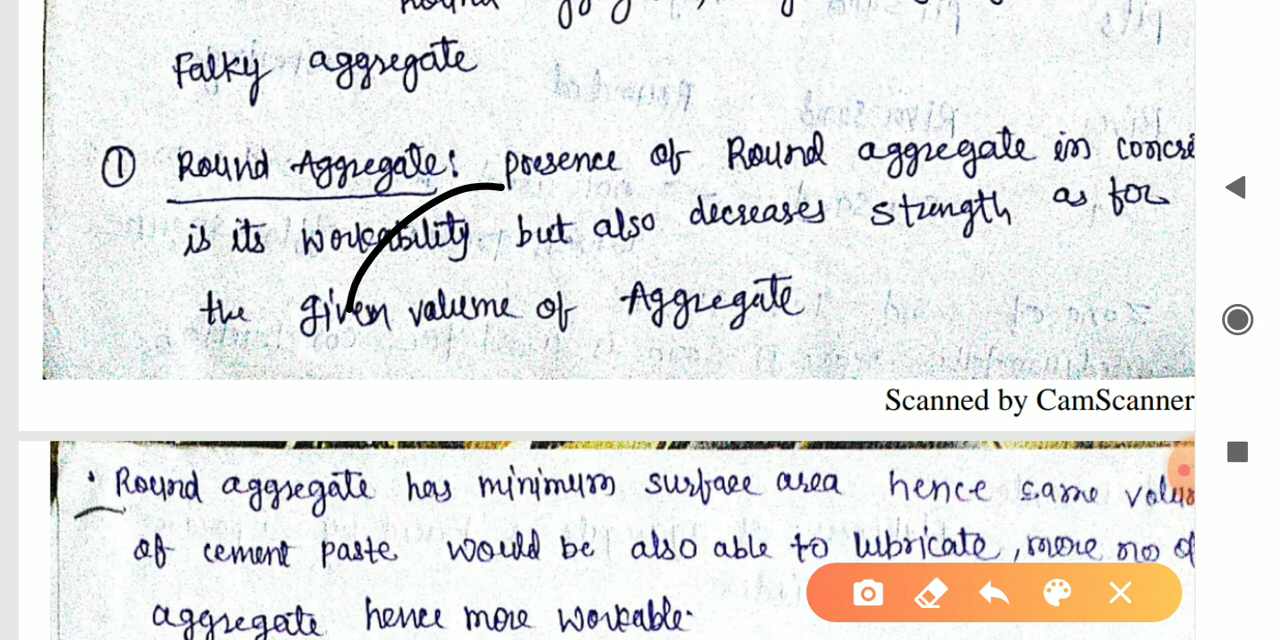 Falky aggregate
① Round Aggregate: presence of Round aggregate in concre
is its workability, but also decreases strength as for
the given volume of Aggregate
Scanned by CamScanner
Round aggregate has minimum surface area hence same volu
of cement paste would be also able to lubricate, more no of
aggregate hence more workable.